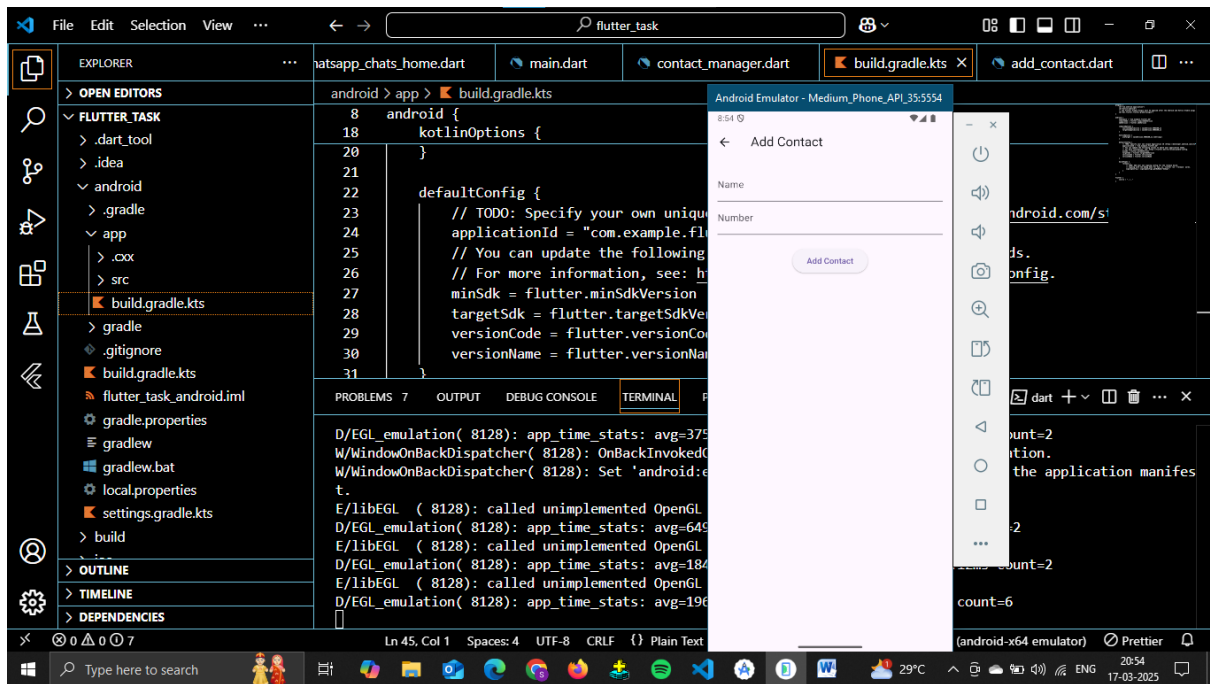 File Edit Selection View ···
flutter_task
EXPLORER
OPEN EDITORS
FLUTTER_TASK
.dart_tool
.idea
android
.gradle
app
.cxx
src
build.gradle.kts
gradle
.gitignore
build.gradle.kts
flutter_task_android.iml
gradle.properties
gradlew
gradlew.bat
local.properties
settings.gradle.kts
build
OUTLINE
TIMELINE
DEPENDENCIES
hatsapp_chats_home.dart main.dart contact_manager.dart build.gradle.kts add_contact.dart
android > app > build.gradle.kts
8 android {
18 kotlinOptions {
20 }
21
22 defaultConfig {
23 // TODO: Specify your own uniqu ndroid.com/st
24 applicationId = "com.example.flu
25 // You can update the following ds.
26 // For more information, see: h onfig.
27 minSdk = flutter.minSdkVersion
28 targetSdk = flutter.targetSdkVe
29 versionCode = flutter.versionCo
30 versionName = flutter.versionNa
31 }
PROBLEMS 7 OUTPUT DEBUG CONSOLE TERMINAL P dart
D/EGL_emulation( 8128): app_time_stats: avg=375 ount=2
W/WindowOnBackDispatcher( 8128): OnBackInvokedC tion.
W/WindowOnBackDispatcher( 8128): Set 'android:e the application manifes
t.
E/libEGL ( 8128): called unimplemented OpenGL
D/EGL_emulation( 8128): app_time_stats: avg=649 =2
E/libEGL ( 8128): called unimplemented OpenGL
D/EGL_emulation( 8128): app_time_stats: avg=184 count=2
E/libEGL ( 8128): called unimplemented OpenGL
D/EGL_emulation( 8128): app_time_stats: avg=196 count=6
Android Emulator - Medium_Phone_API_35:5554
8:54
Add Contact
Name
Number
Add Contact
0 0 7 Ln 45, Col 1 Spaces: 4 UTF-8 CRLF {} Plain Text (android-x64 emulator) Prettier
Type here to search
29°C ENG 20:54
17-03-2025